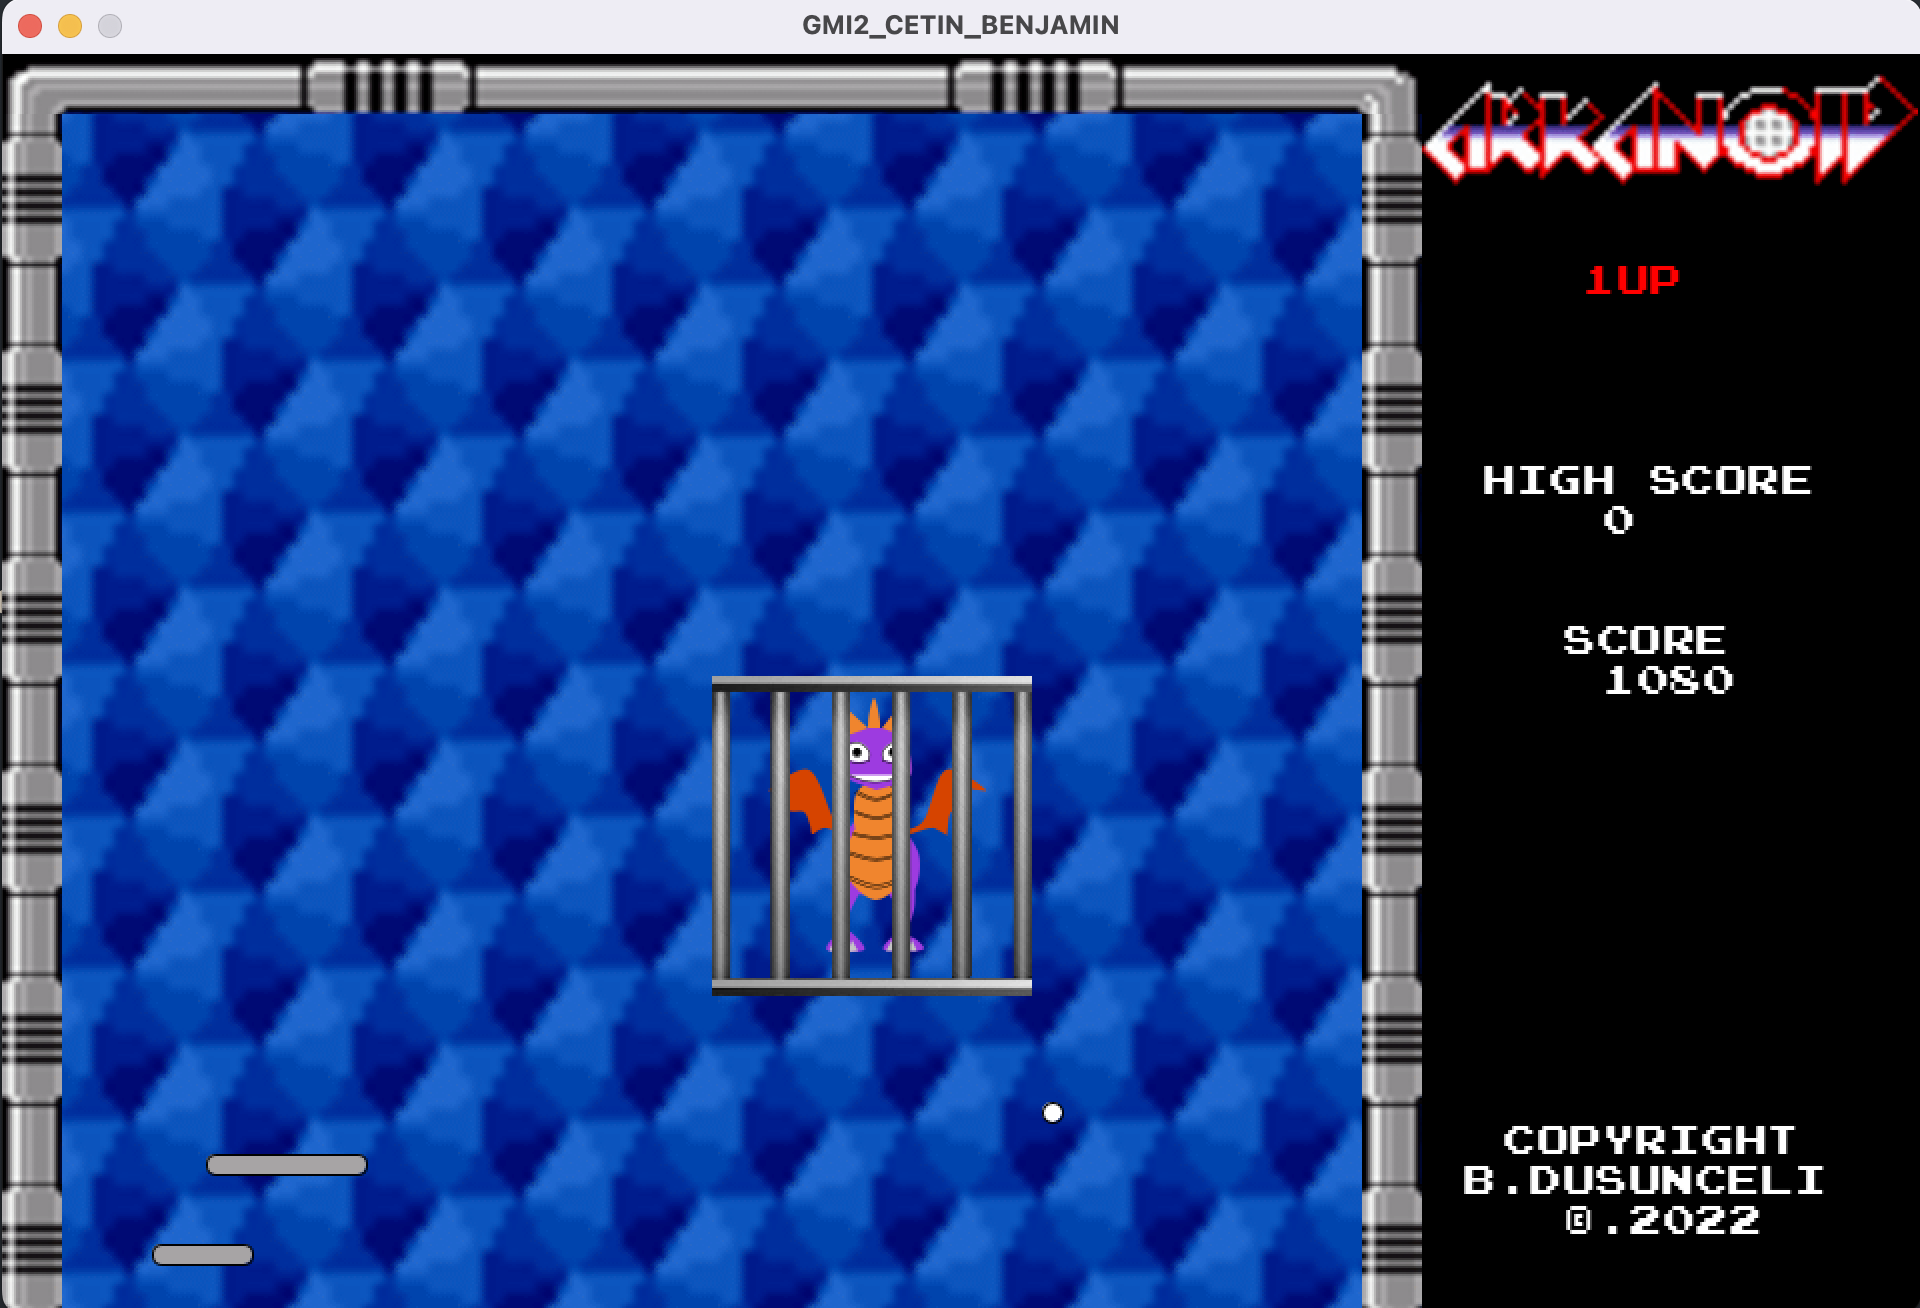 GMI2_CETIN_BENJAMIN
ARKANOID
1UP
HIGH SCORE
0
SCORE
1080
COPYRIGHT
B.DUSUNCELI
©.2022